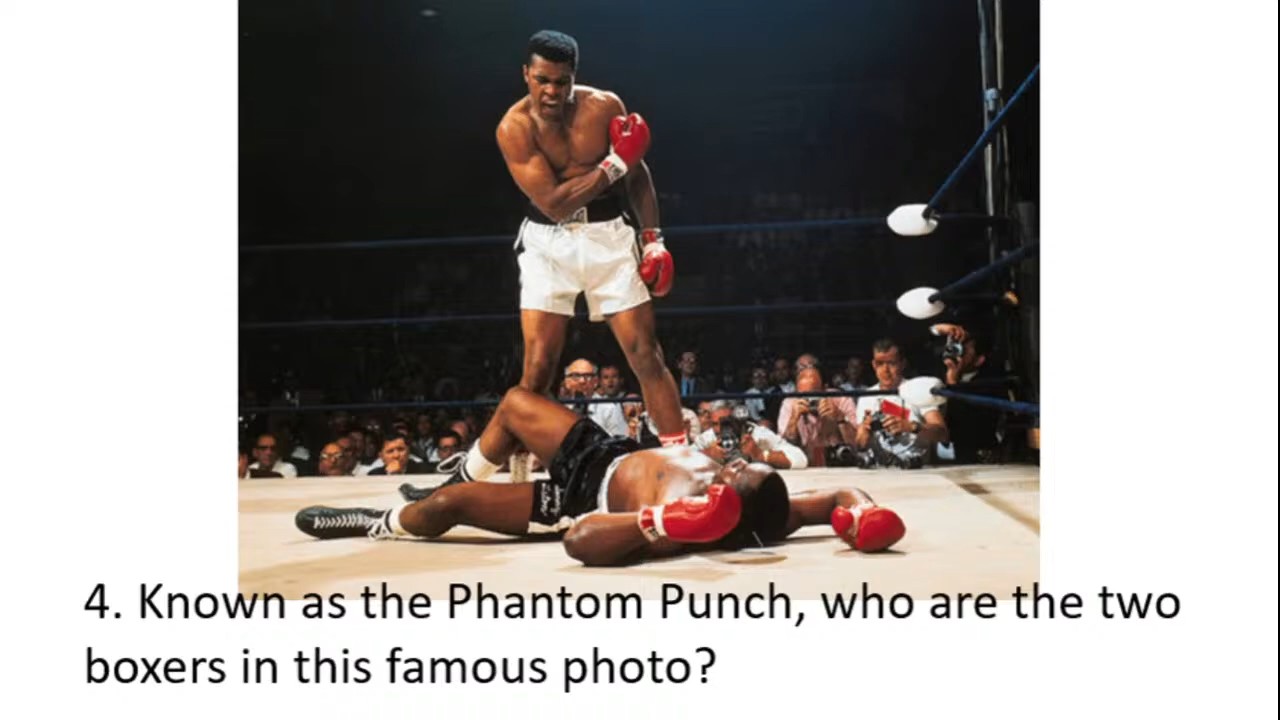 4. Known as the Phantom Punch, who are the two
boxers in this famous photo?